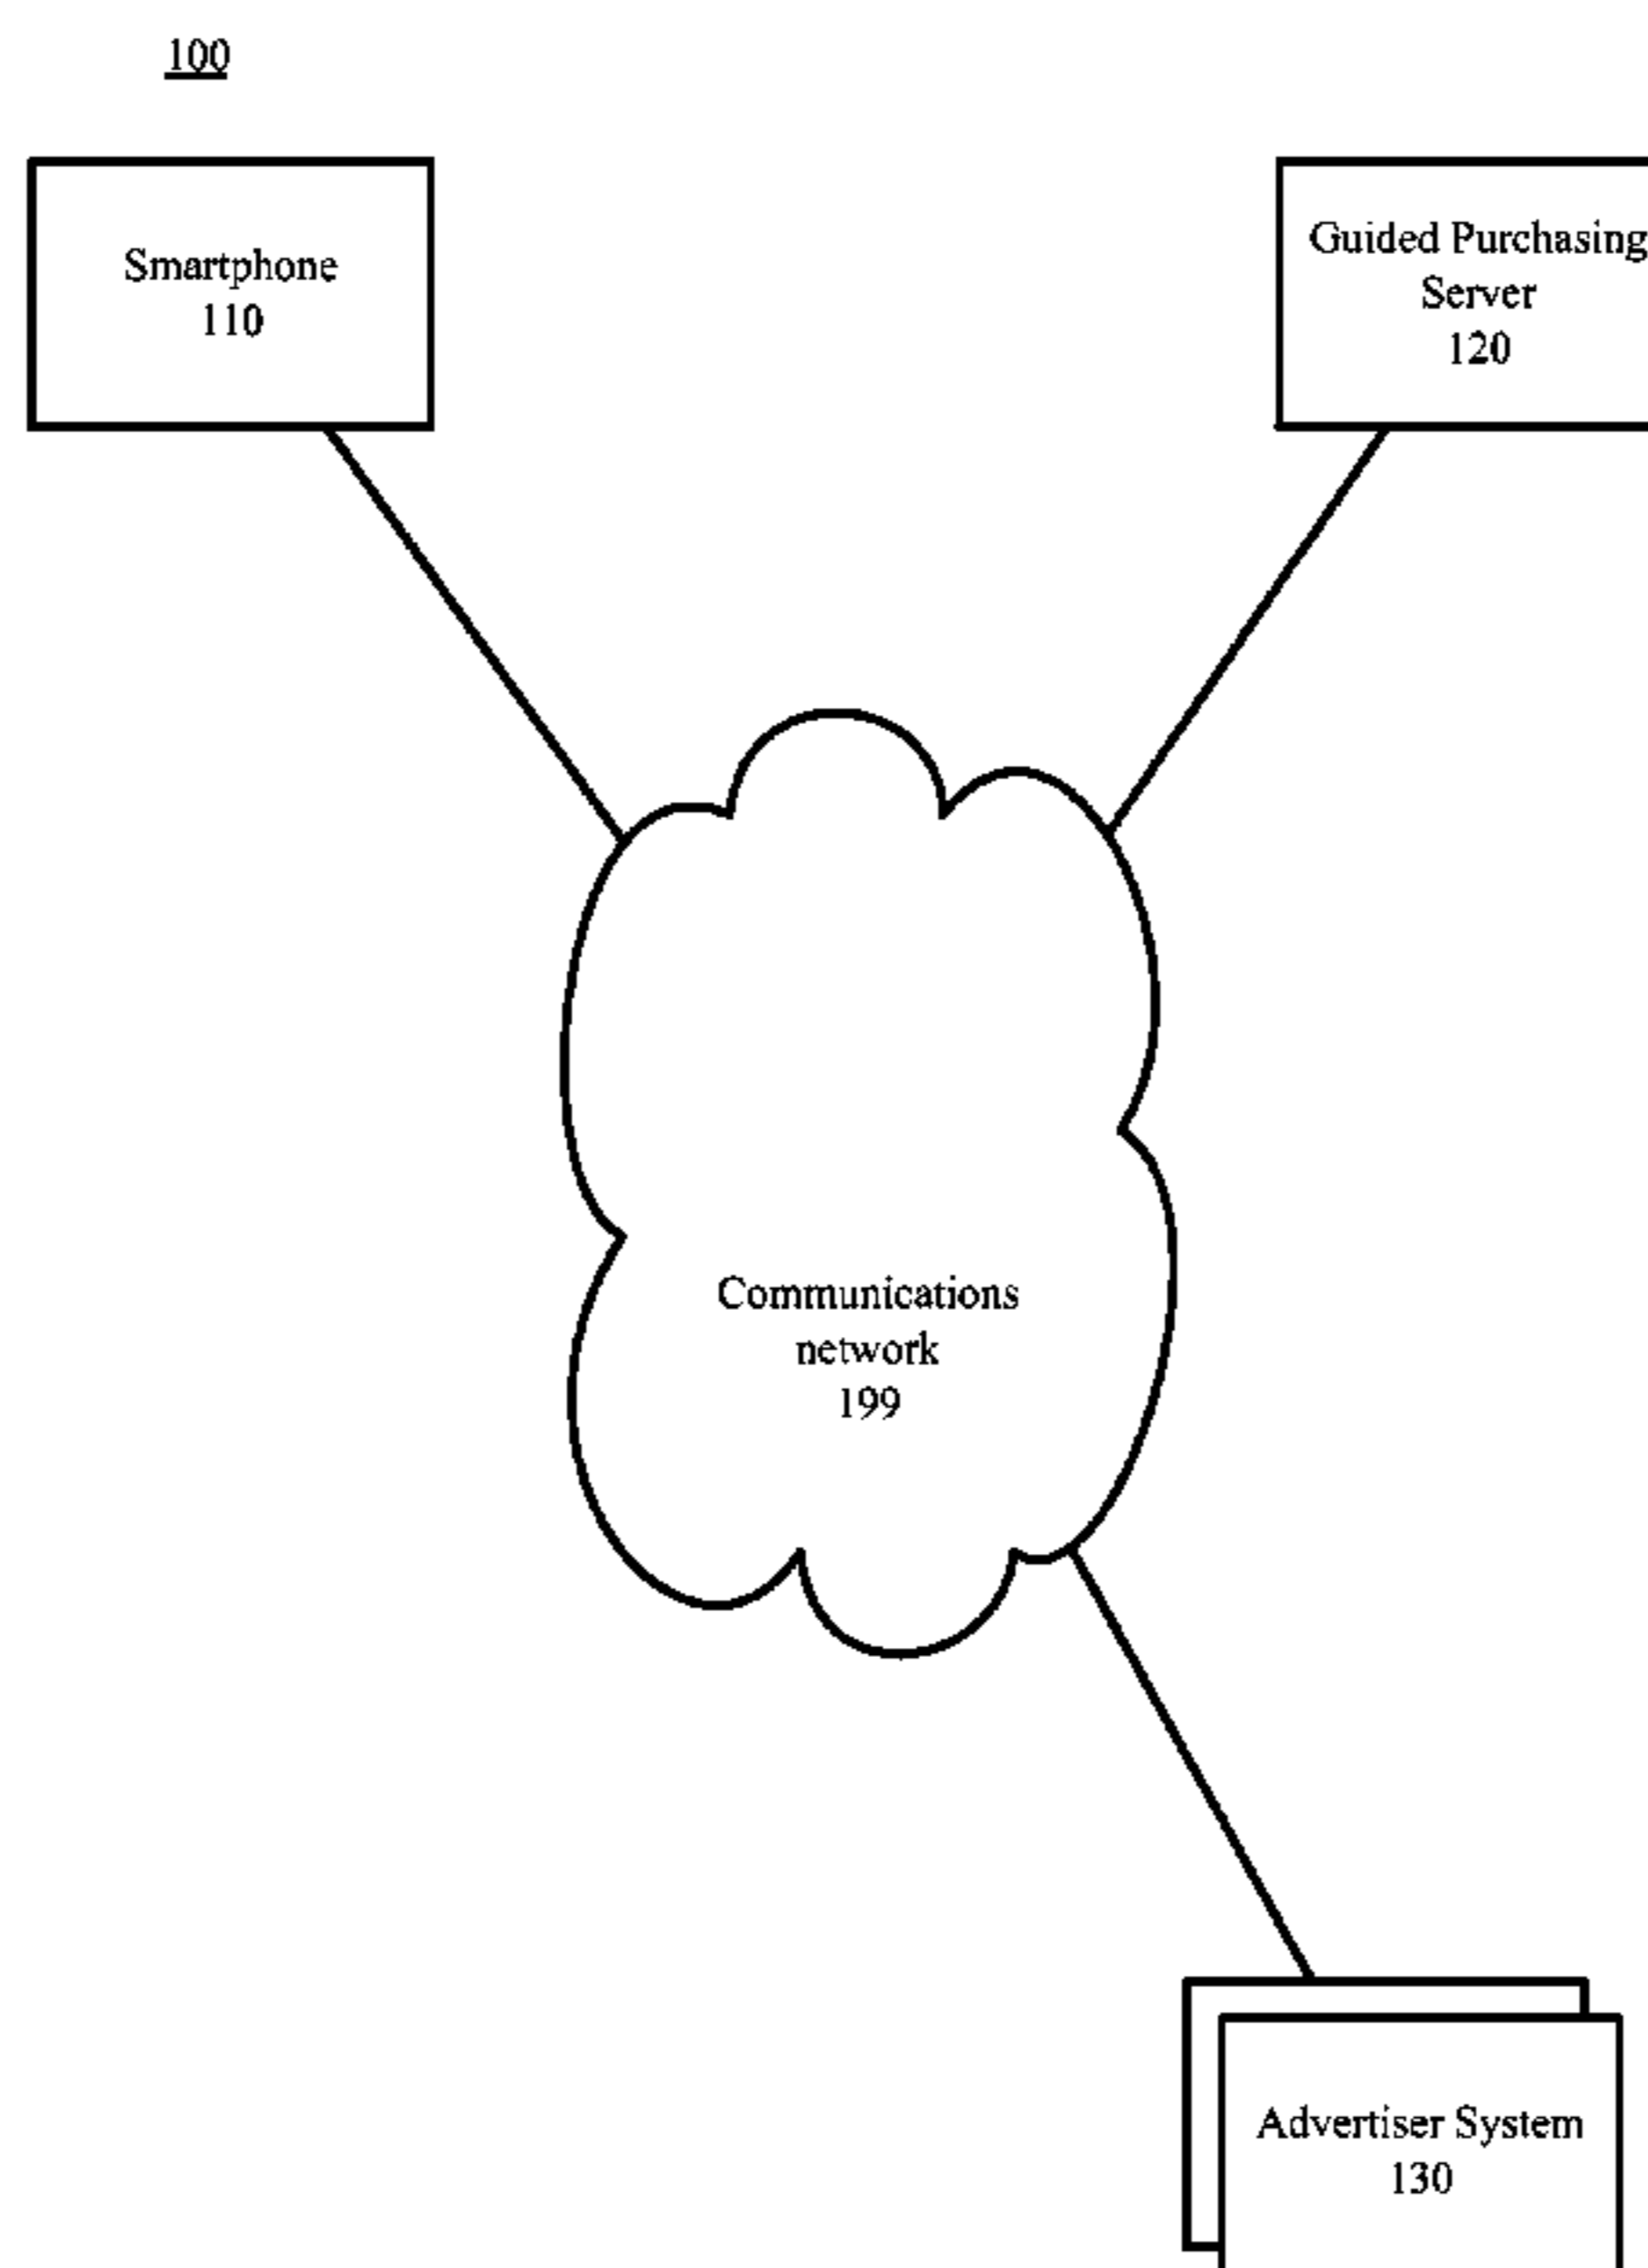 100
Smartphone
110
Guided Purchasing
Server
120
Communications
network
199
Advertiser System
130